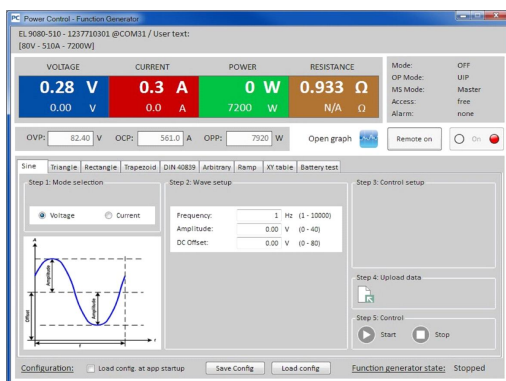 Power Control - Function Generator
EL 9080-510 - 1237710301 @COM31 / User text:
[80V - 510A - 7200W]
VOLTAGE CURRENT POWER RESISTANCE
0.28 V 0.3 A 0 W 0.933 Ω
0.00 V 0.0 A 7200 W N/A Ω
Mode: OFF
OP Mode: UIP
MS Mode: Master
Access: free
Alarm: none
OVP: 82.40 V OCP: 561.0 A OPP: 7920 W Open graph Remote on On
Sine Triangle Rectangle Trapezoid DIN 40839 Arbitrary Ramp XY table Battery test
Step 1: Mode selection
Voltage Current
Step 2: Wave setup
Frequency: 1 Hz (1 - 10000)
Amplitude: 0.00 V (0 - 40)
DC Offset: 0.00 V (0 - 80)
Step 3: Control setup
A
Amplitude
Amplitude
Offset
t
Step 4: Upload data
Step 5: Control
Start Stop
Configuration: Load config. at app startup Save Config Load config Function generator state: Stopped